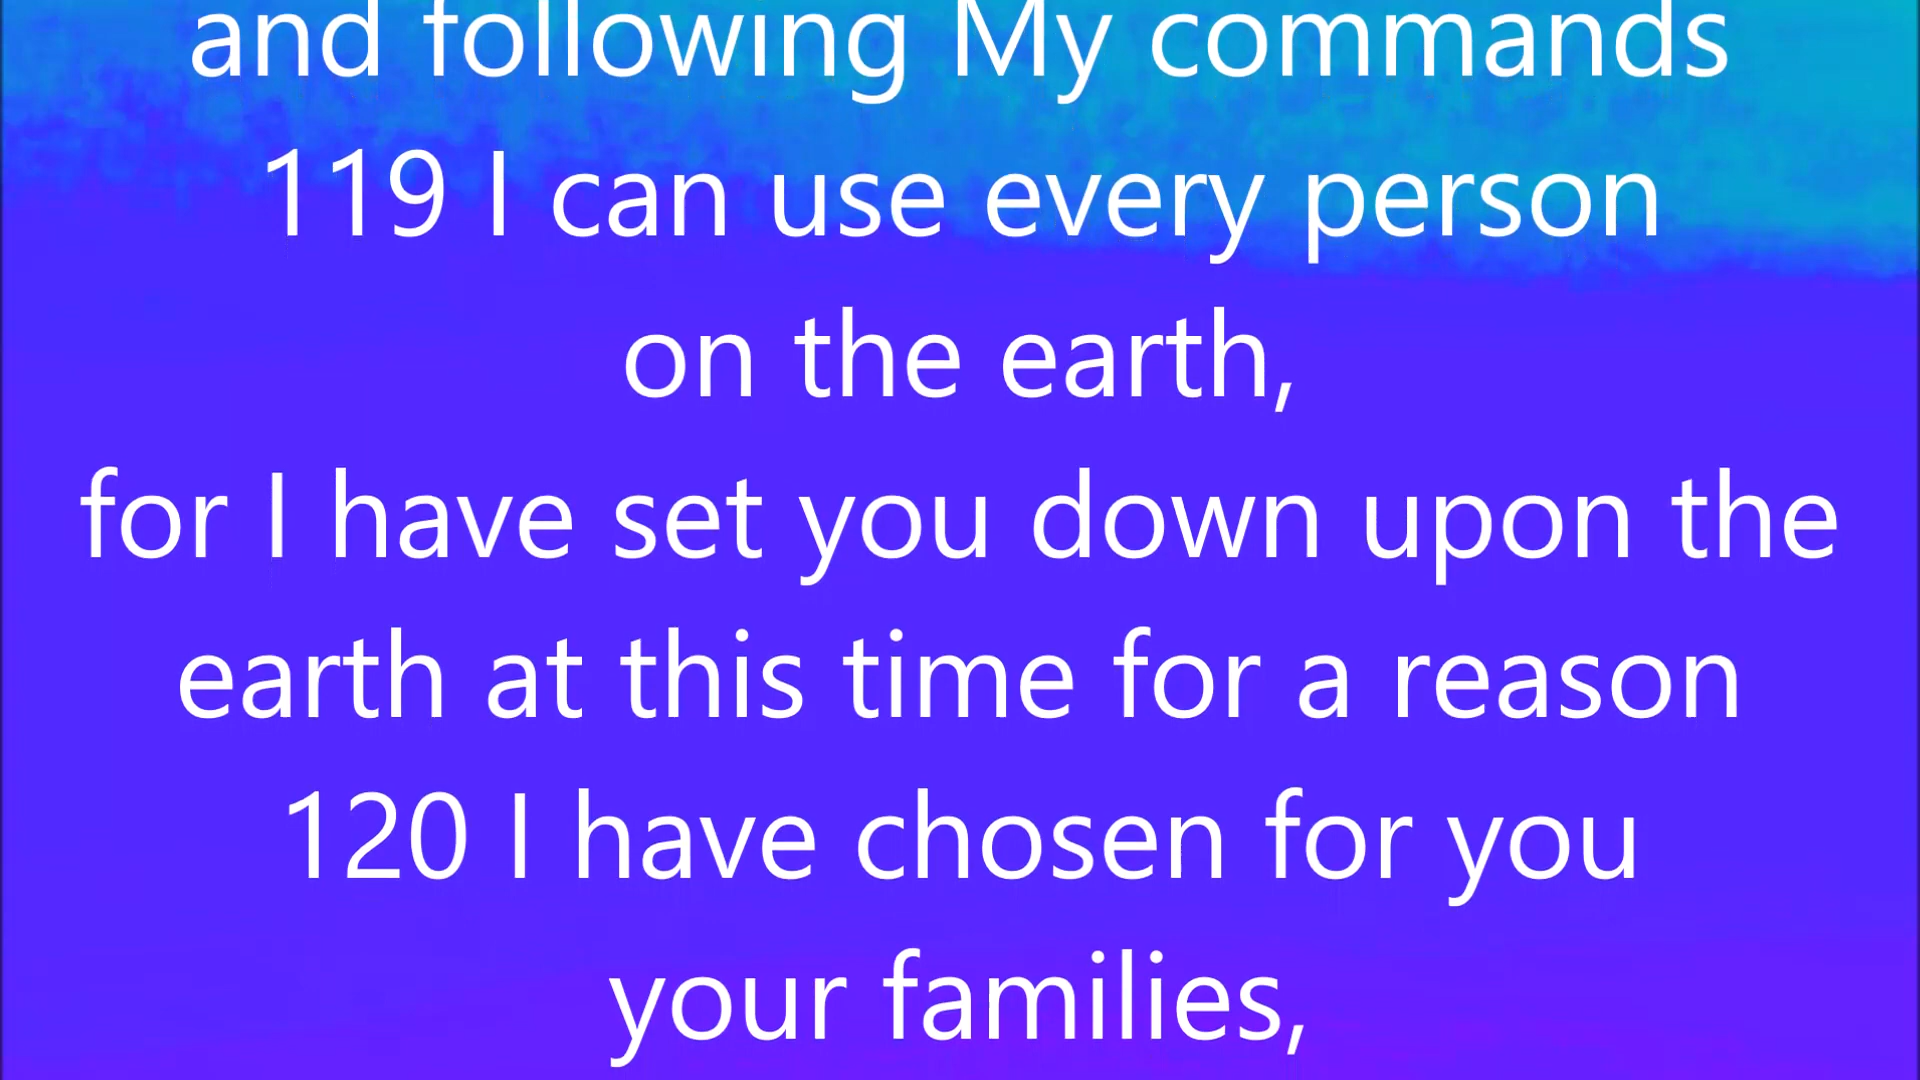 and following My commands
119 I can use every person
on the earth,
for I have set you down upon the
earth at this time for a reason
120 I have chosen for you
your families,